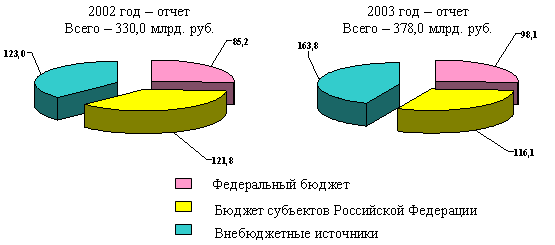 2002 год – отчет
Всего – 330,0 млрд. руб.
123,0
85,2
121,8
2003 год – отчет
Всего – 378,0 млрд. руб.
163,8
98,1
116,1
Федеральный бюджет
Бюджет субъектов Российской Федерации
Внебюджетные источники